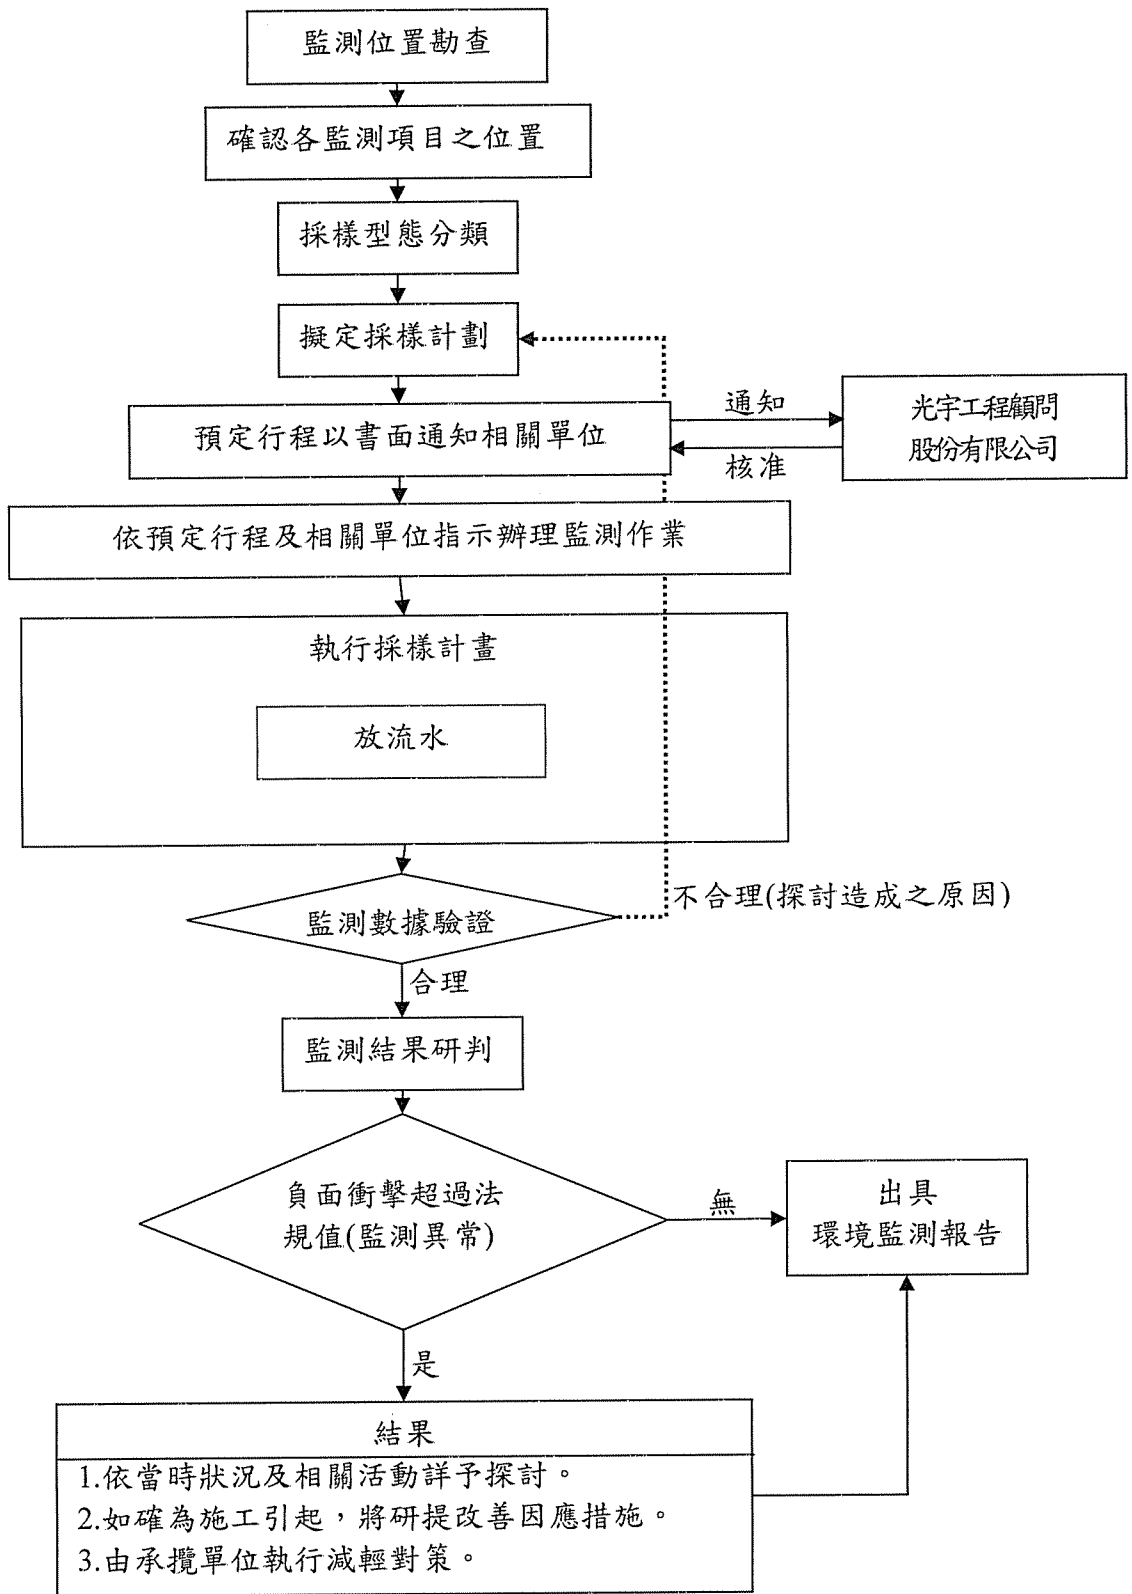 監測位置勘查
確認各監測項目之位置
採樣型態分類
擬定採樣計劃
預定行程以書面通知相關單位
通知
核准
光宇工程顧問
股份有限公司
依預定行程及相關單位指示辦理監測作業
執行採樣計畫
放流水
監測數據驗證
不合理(探討造成之原因)
合理
監測結果研判
負面衝擊超過法
規值(監測異常)
無
出具
環境監測報告
是
結果
1.依當時狀況及相關活動詳予探討。
2.如確為施工引起，將研提改善因應措施。
3.由承攬單位執行減輕對策。